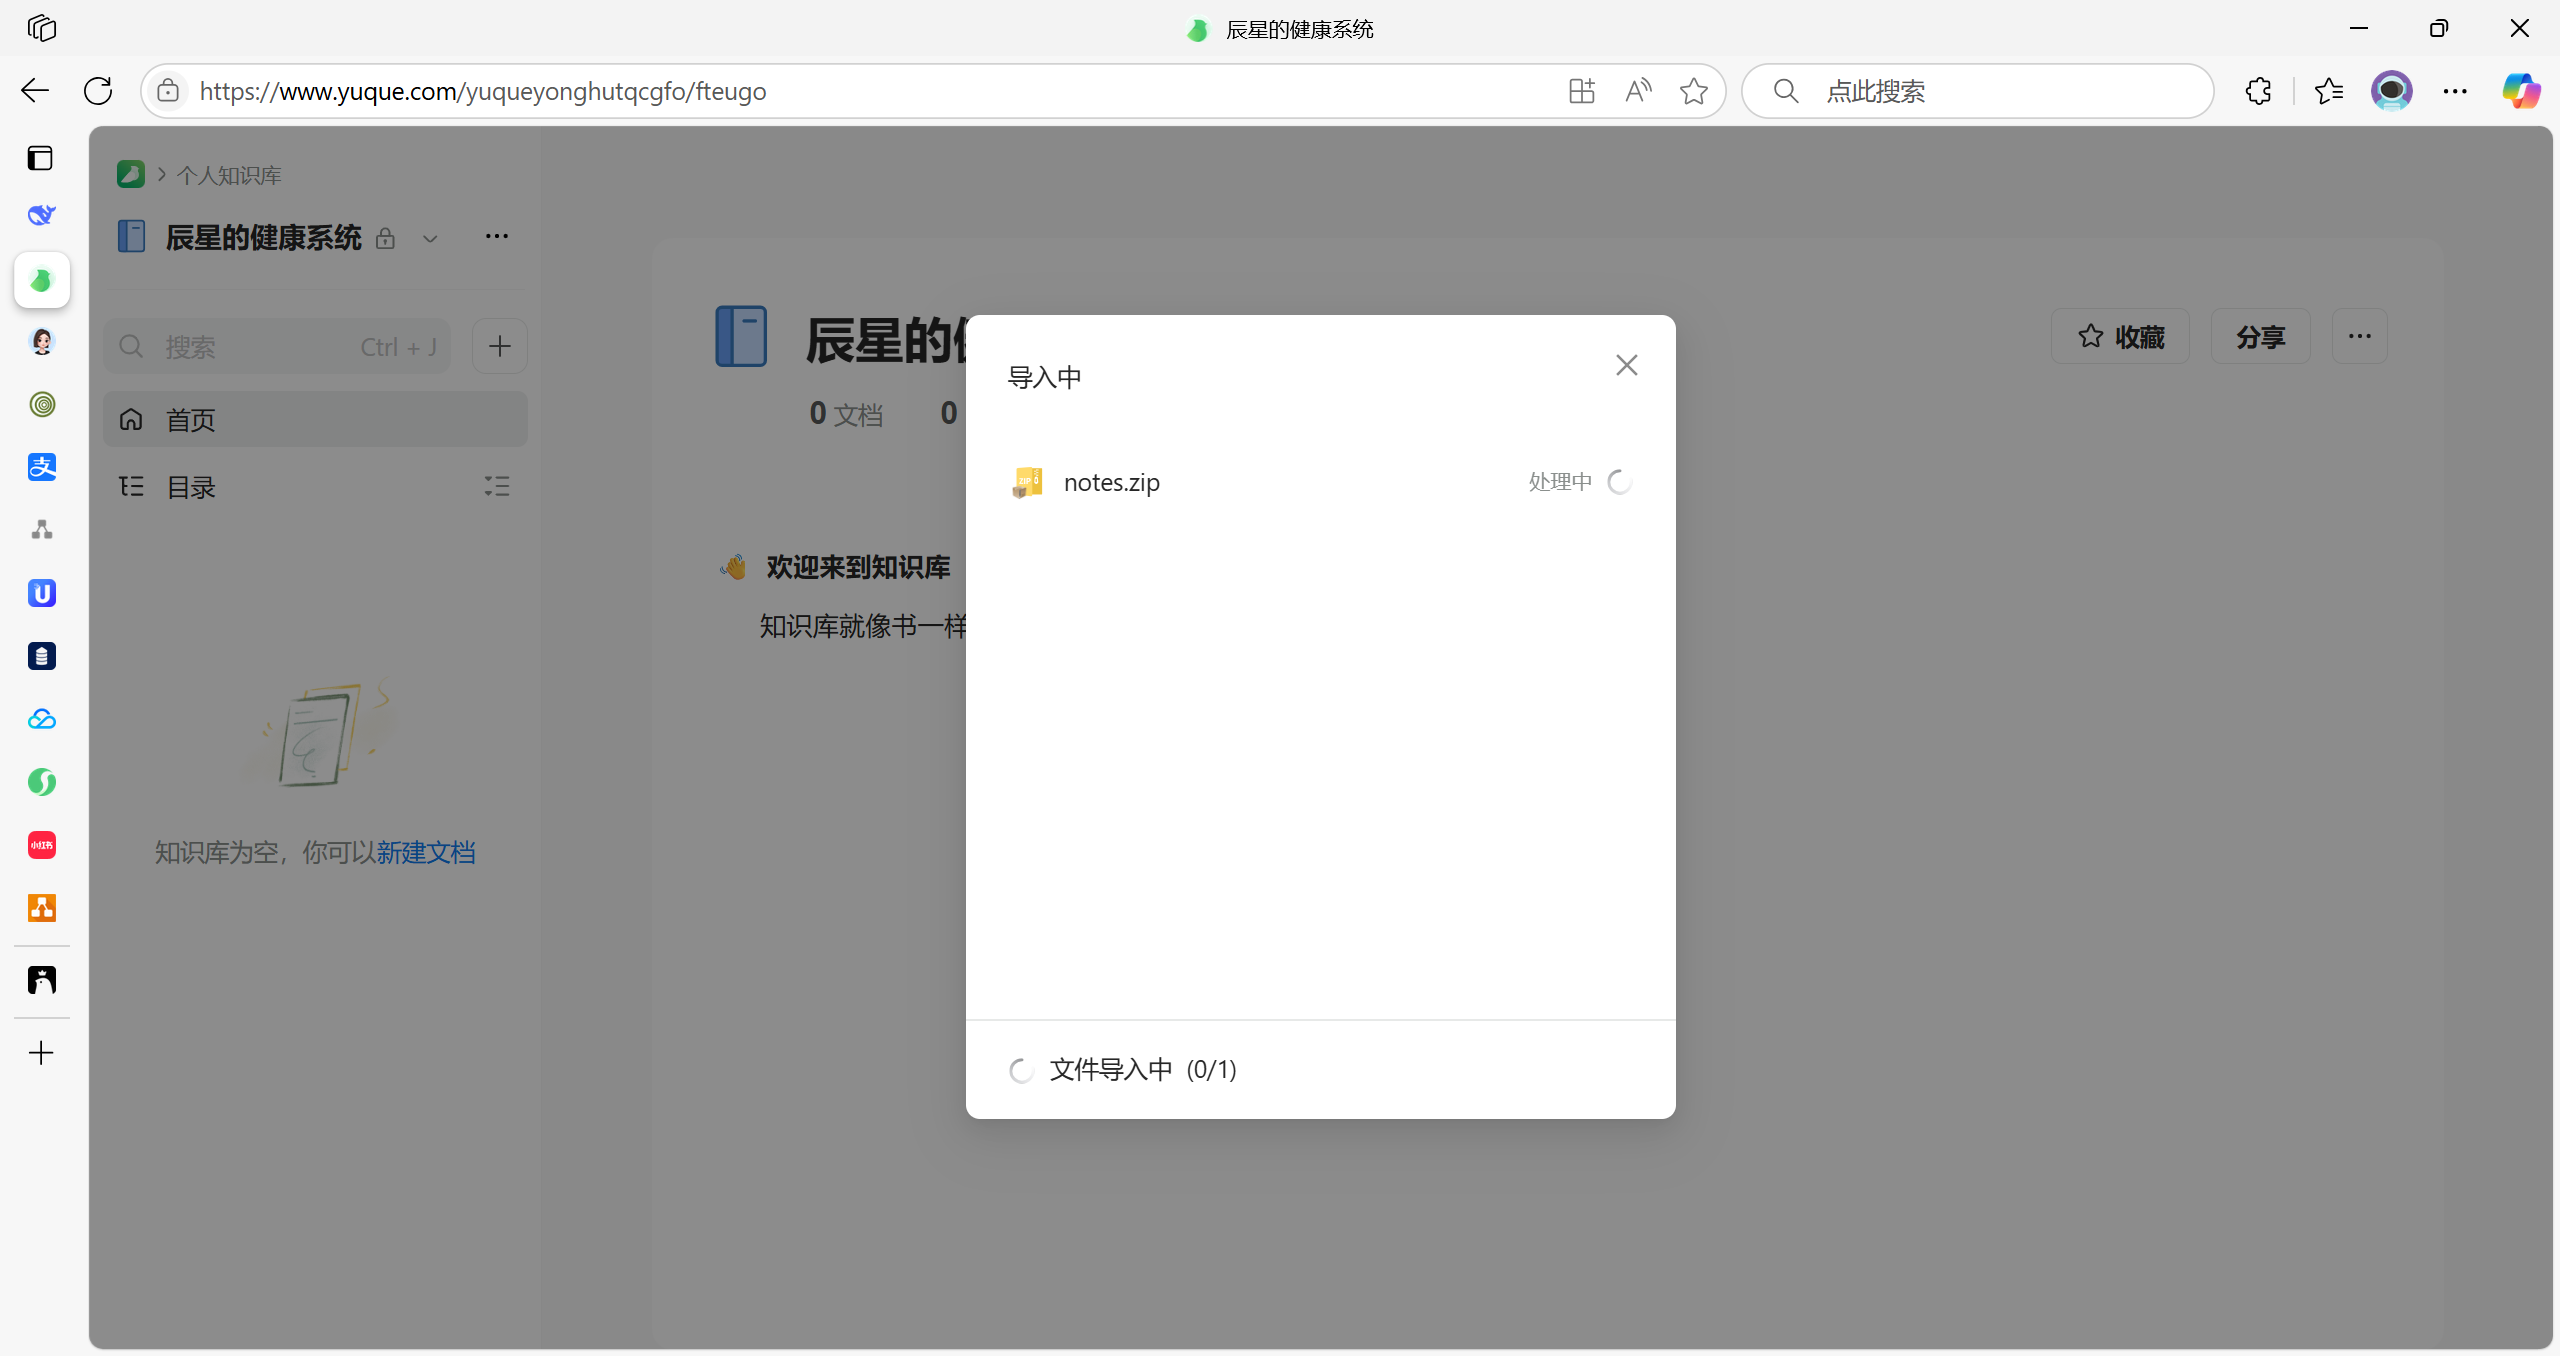 辰星的健康系统
https://www.yuque.com/yuqueyonghutqcgfo/fteugo
点此搜索
个人知识库
辰星的健康系统
搜索 Ctrl + J
首页
目录
知识库为空，你可以新建文档
辰星的
收藏
分享
0 文档 0
欢迎来到知识库
知识库就像书一样
导入中
notes.zip
处理中
文件导入中 (0/1)
小红书